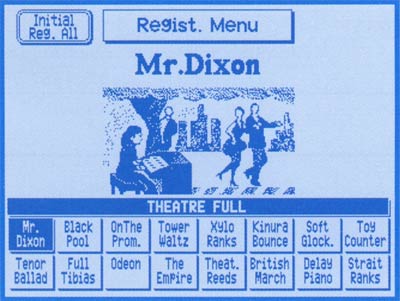 Initial
Reg. All
Regist. Menu
Mr.Dixon
THEATRE FULL
Mr. Dixon
Black Pool
OnThe Prom.
Tower Waltz
Xylo Ranks
Kinura Bounce
Soft Glock.
Toy Counter
Tenor Ballad
Full Tibias
Odeon
The Empire
Theat. Reeds
British March
Delay Piano
Strait Ranks